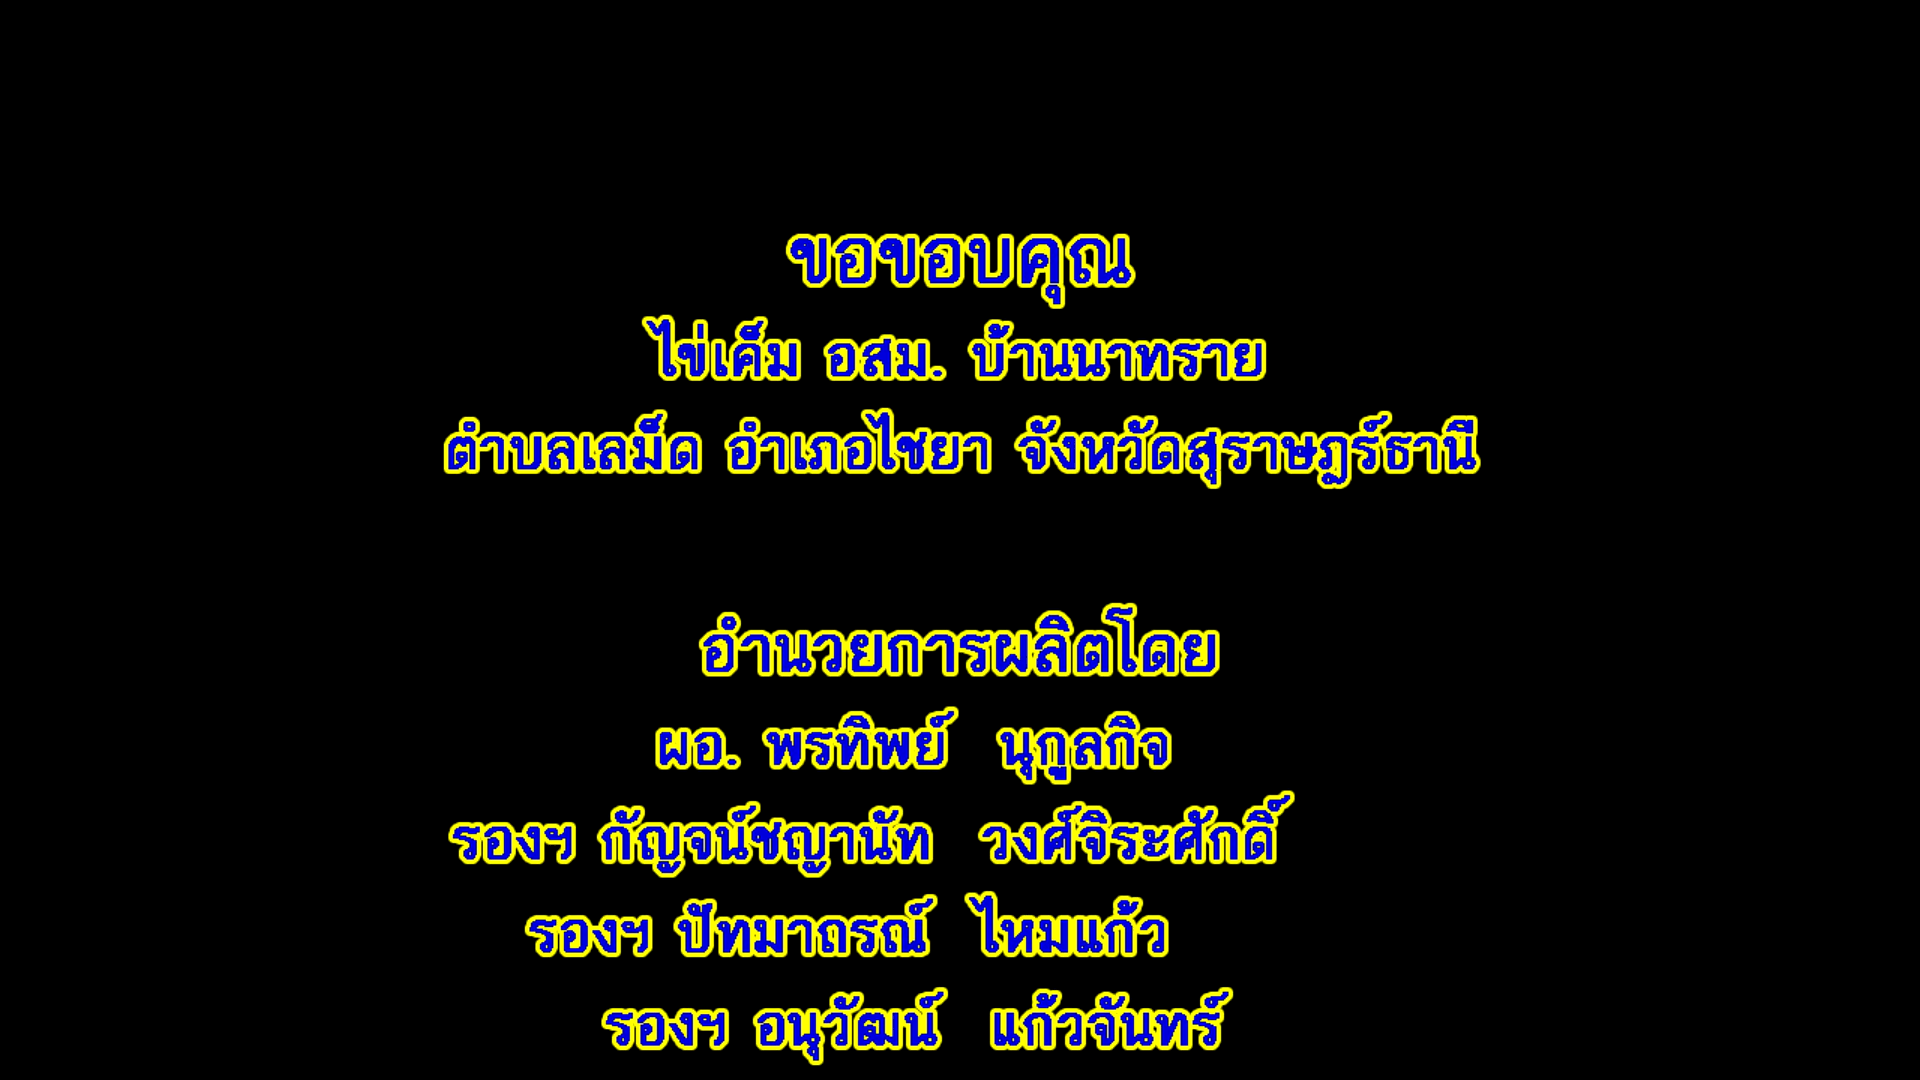 ขอขอบคุณ
ไข่เค็ม อสม. บ้านนาทราย
ตำบลเลม็ด อำเภอไชยา จังหวัดสุราษฎร์ธานี
อำนวยการผลิตโดย
ผอ. พรทิพย์ นุกูลกิจ
รองฯ กัญจน์ชญานัท วงศ์จิระศักดิ์
รองฯ ปัทมาถรณ์ ไหมแก้ว
รองฯ อนุวัฒน์ แก้วจันทร์